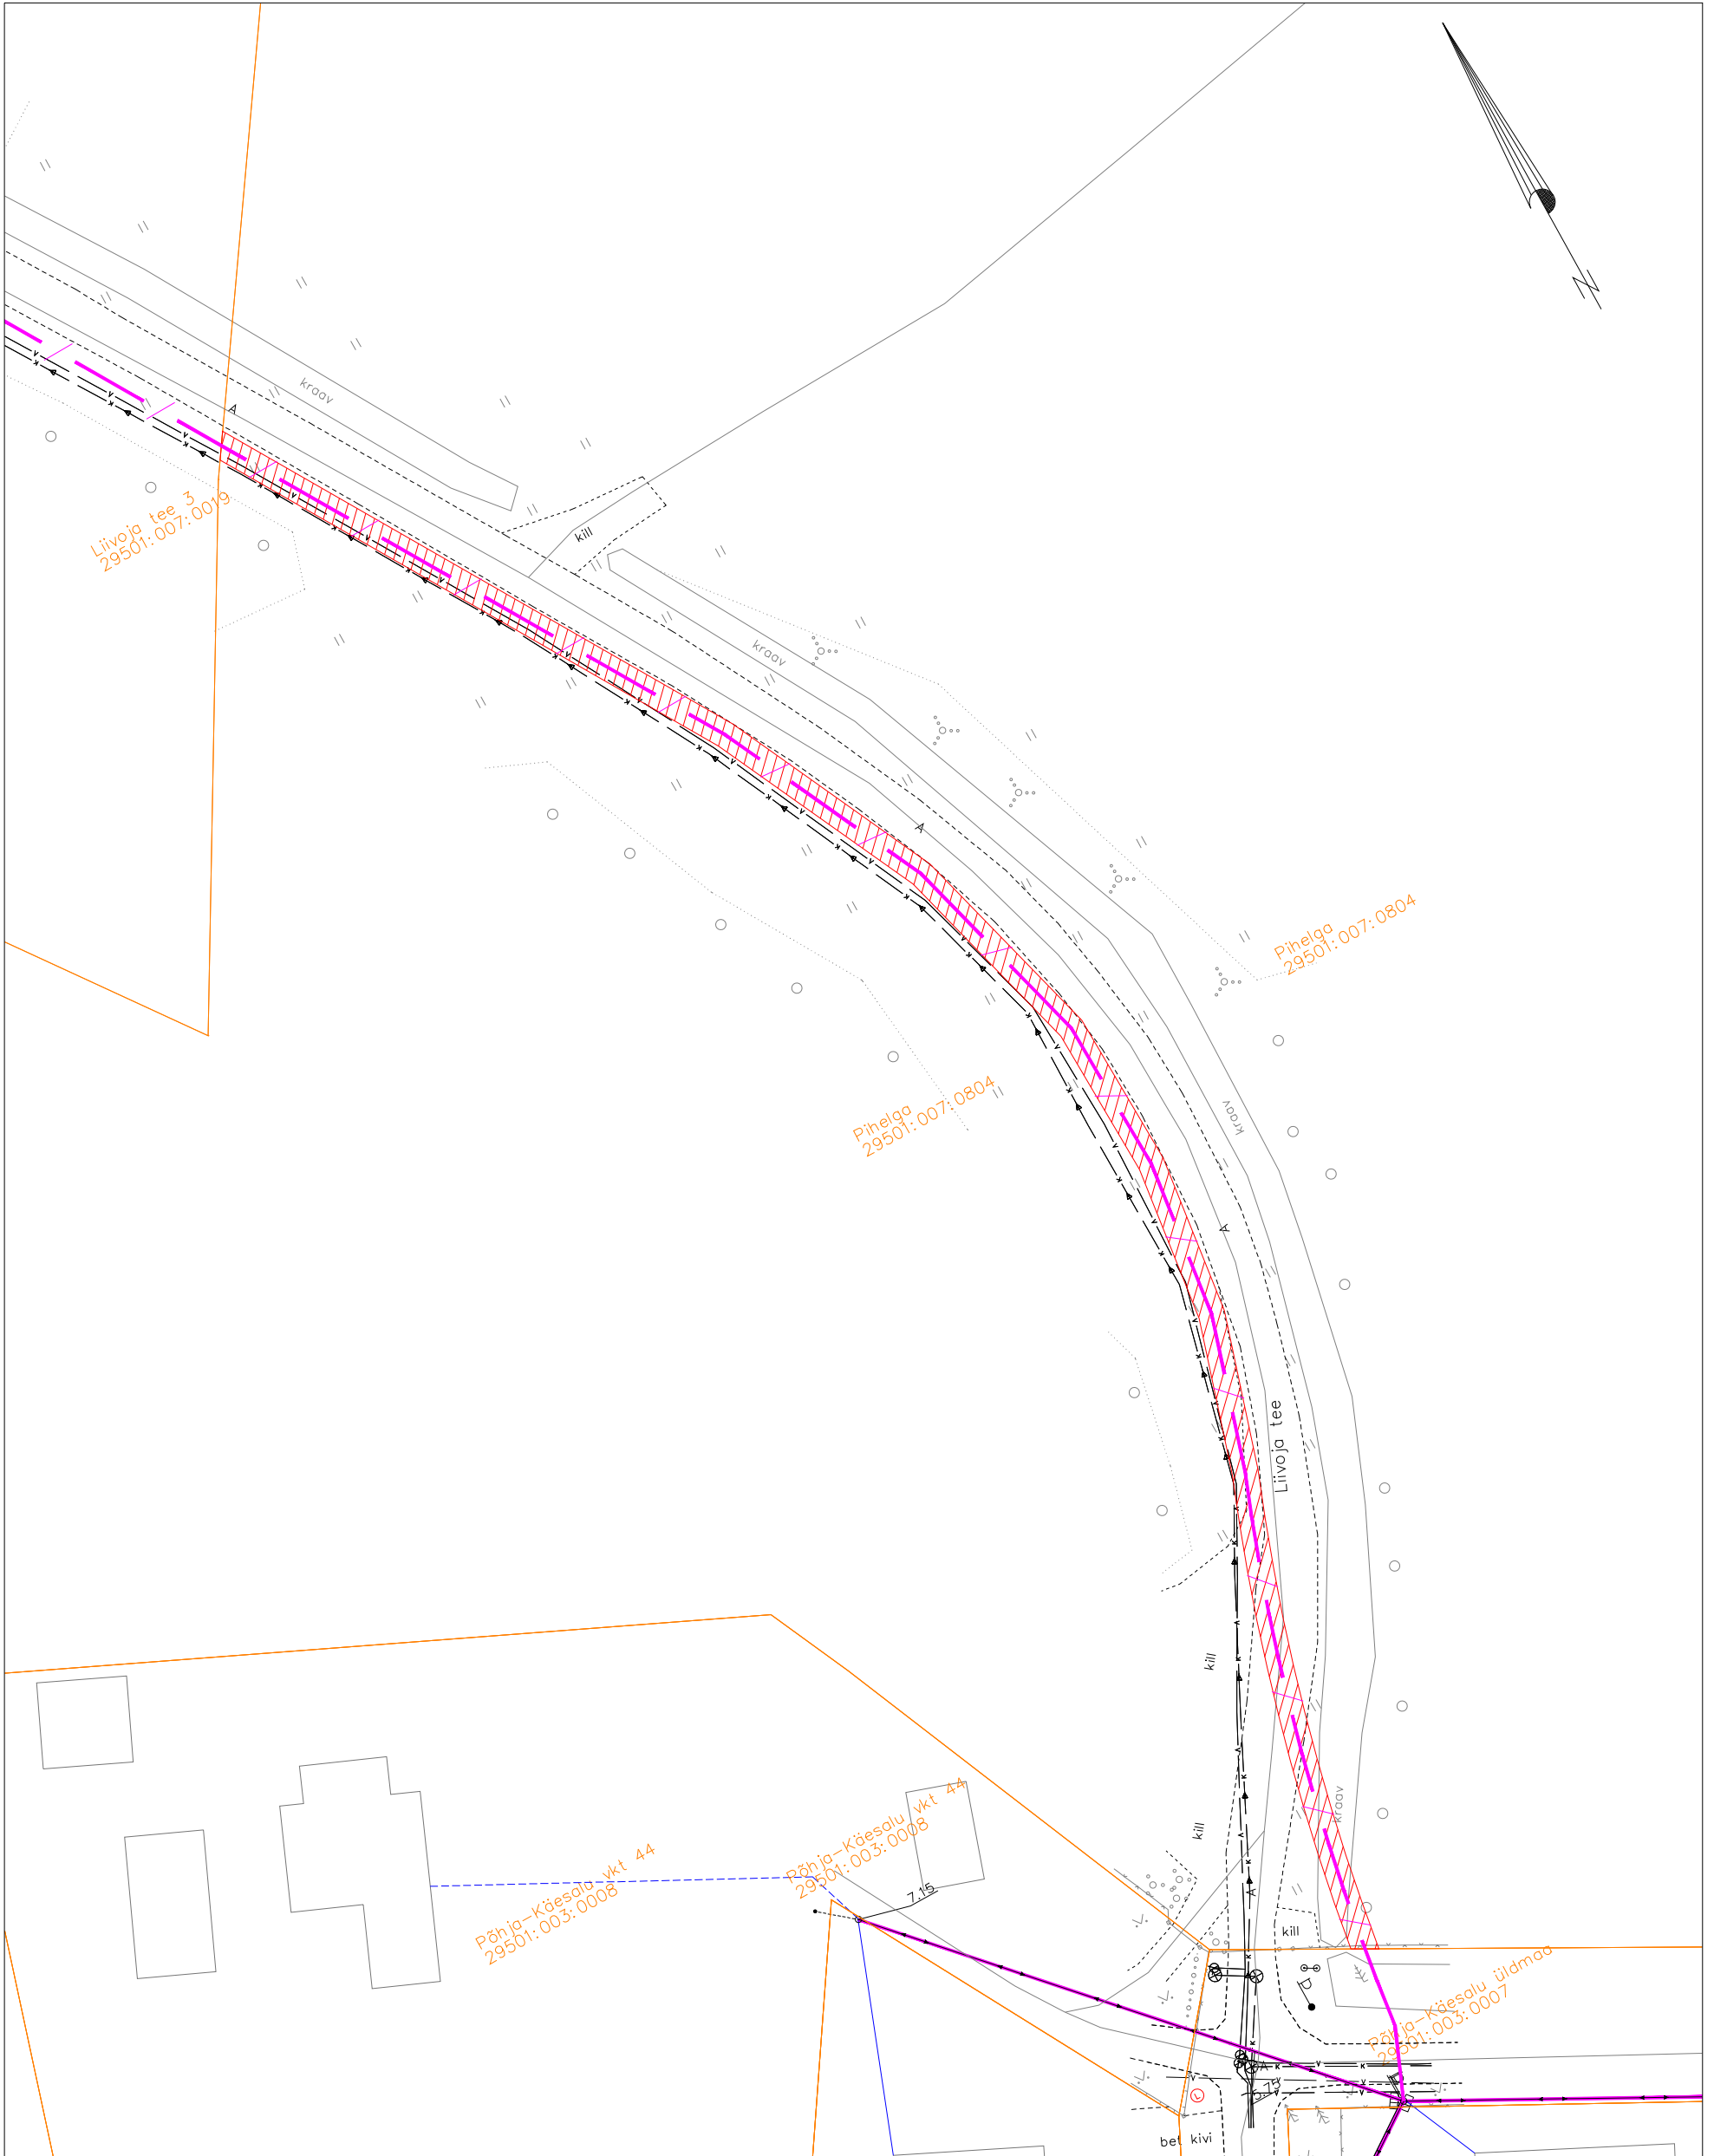 N
kraav
A
Liivoja tee 3
29501:007:0019
kill
kraav
A
Pihelga
29501:007:0804
Pihelga
29501:007:0804
kraav
A
Liivoja tee
kill
kraav
kill
Põhja-Käesalu vkt 44
29501:003:0008
Põhja-Käesalu vkt 44
29501:003:0008
7.15
A
kill
Põhja-Käesalu üldmaa
29501:003:0007
A
L
bet kivi